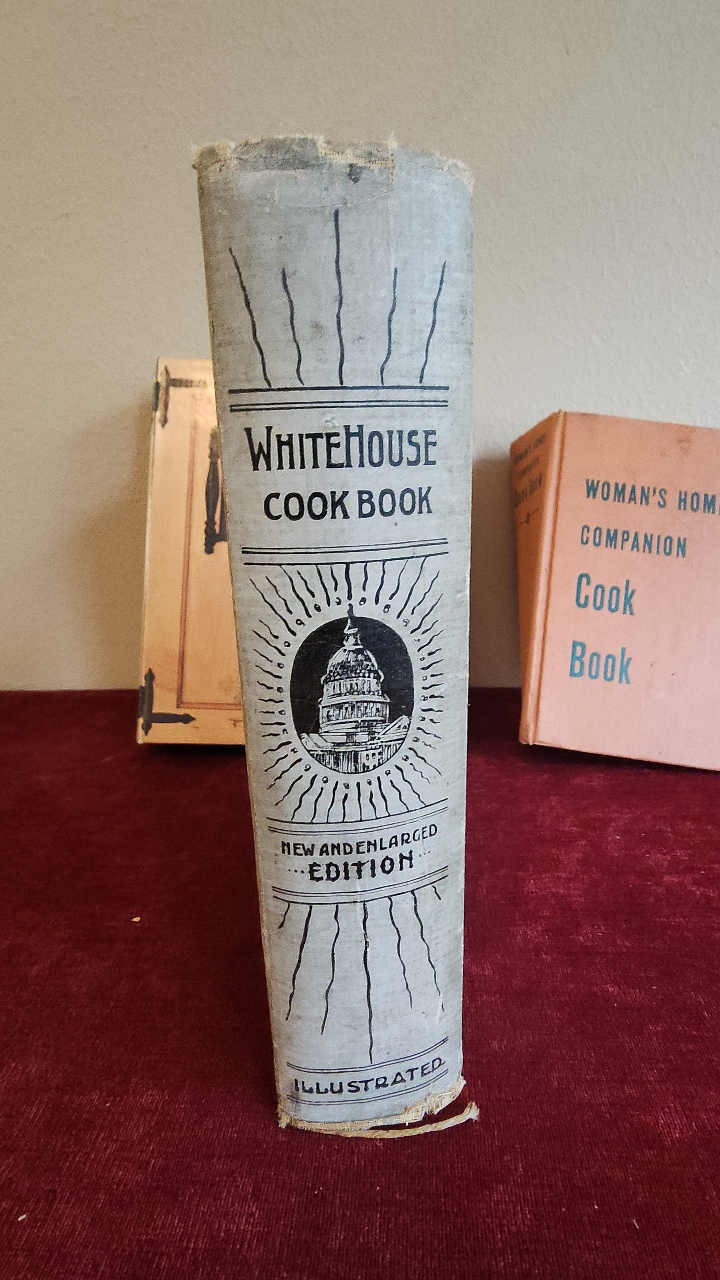 WHITEHOUSE
COOK BOOK
NEW AND ENLARGED
EDITION
ILLUSTRATED
WOMAN'S HOM
COMPANION
Cook
Book